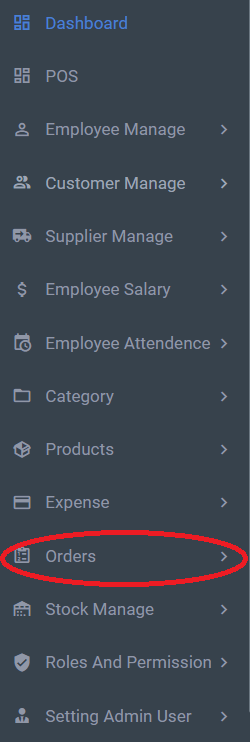 Dashboard
POS
Employee Manage
Customer Manage
Supplier Manage
Employee Salary
Employee Attendence
Category
Products
Expense
Orders
Stock Manage
Roles And Permission
Setting Admin User